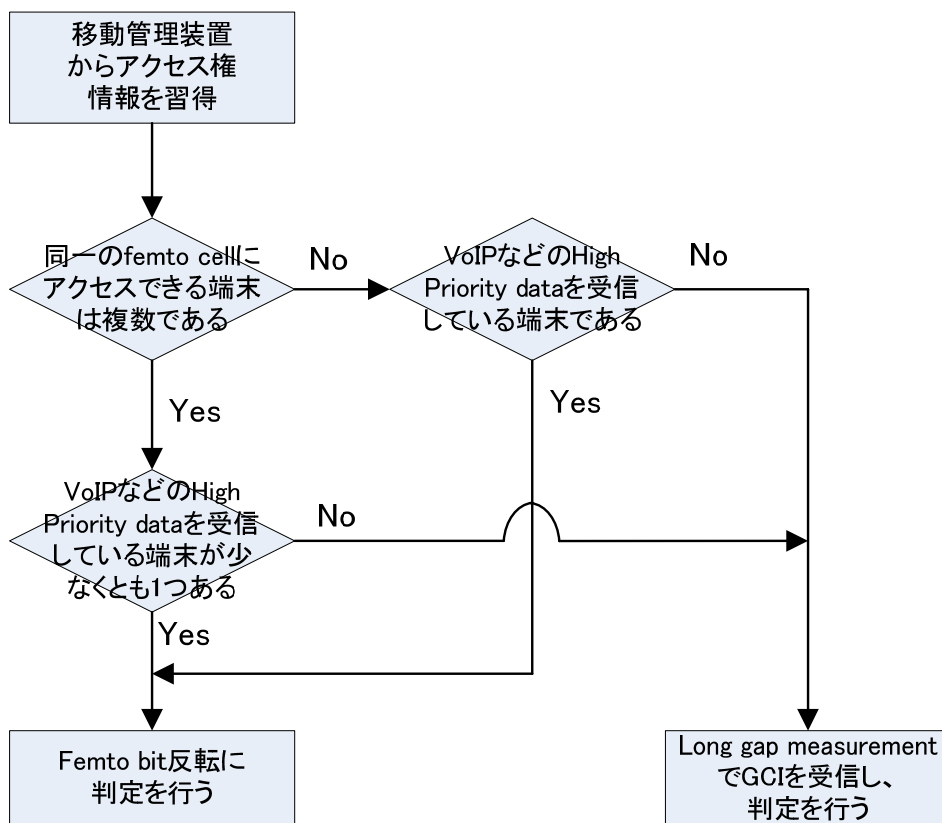 移動管理装置
からアクセス権
情報を習得
同一のfemto cellに
アクセスできる端末
は複数である
No
VoIPなどのHigh
Priority dataを受信
している端末である
No
Yes
Yes
VoIPなどのHigh
Priority dataを受信
している端末が少
なくとも1つある
No
Yes
Femto bit反転に
判定を行う
Long gap measurement
でGCIを受信し、
判定を行う